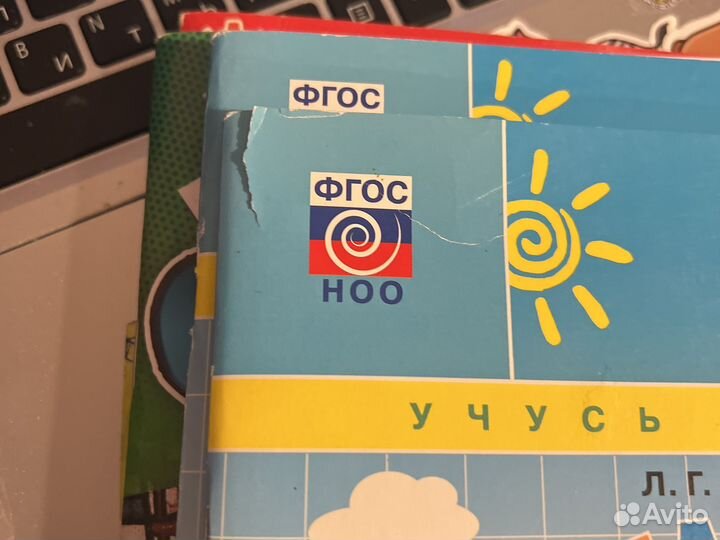 В И Т
ФГОС
ФГОС
НОО
УЧУСЬ
Л. Г.
Avito